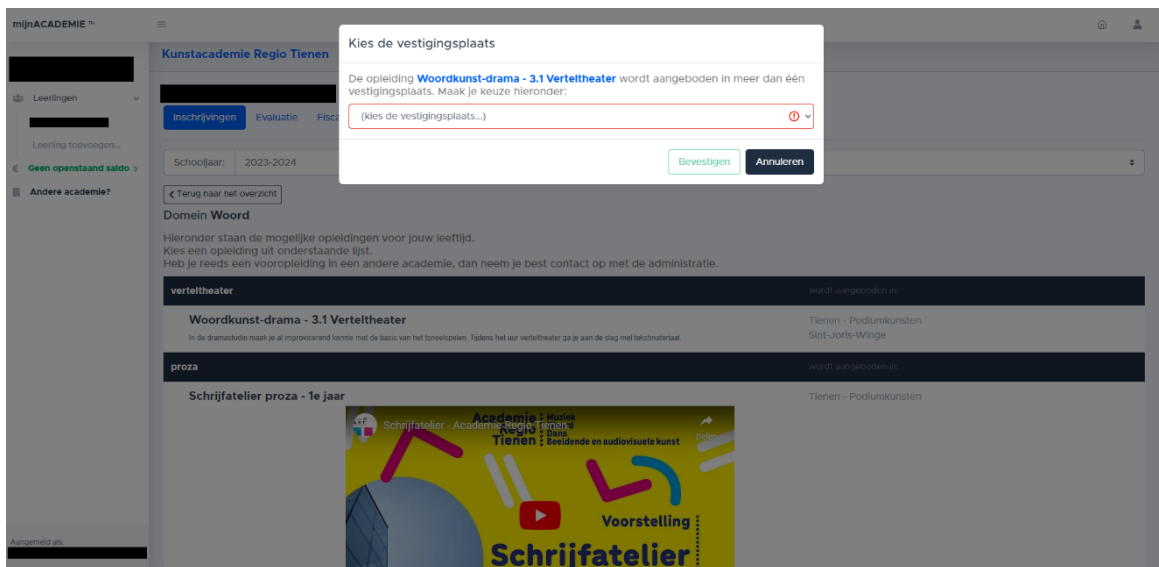 mijnACADEMIE ™
Kies de vestigingsplaats
De opleiding Woordkunst-drama - 3.1 Verteltheater wordt aangeboden in meer dan één
vestigingsplaats. Maak je keuze hieronder:
(kies de vestigingsplaats...)
Bevestigen
Annuleren
Leerlingen
Leerling toevoegen...
€ Geen openstaand saldo >
Andere academie?
Aangemeld als:
Kunstacademie Regio Tienen
Inschrijvingen
Evaluatie
Fisca
Schooljaar:
2023-2024
Terug naar het overzicht
Domein Woord
Hieronder staan de mogelijke opleidingen voor jouw leeftijd.
Kies een opleiding uit onderstaande lijst.
Heb je reeds een vooropleiding in een andere academie, dan neem je best contact op met de administratie.
verteltheater
wordt aangeboden in:
Woordkunst-drama - 3.1 Verteltheater
In de dramastudio maak je al improviserend kennis met de basis van het toneelspelen. Tijdens het uur verteltheater ga je aan de slag met tekstmateriaal.
Tienen - Podiumkunsten
Sint-Joris-Winge
proza
wordt aangeboden in:
Schrijfatelier proza - 1e jaar
Tienen - Podiumkunsten
Schrijfatelier - Academie Regio Tienen
Delen
Academie
Regio
Tienen
Muziek
Dans
Beeldende en audiovisuele kunst
Voorstelling
Schrijfatelier